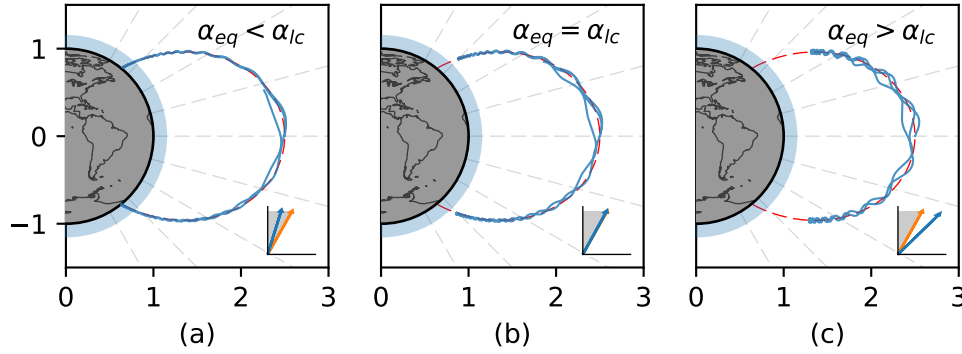 α_eq < α_lc
α_eq = α_lc
α_eq > α_lc
1
0
−1
0 1 2 3
0 1 2 3
0 1 2 3
(a) (b) (c)